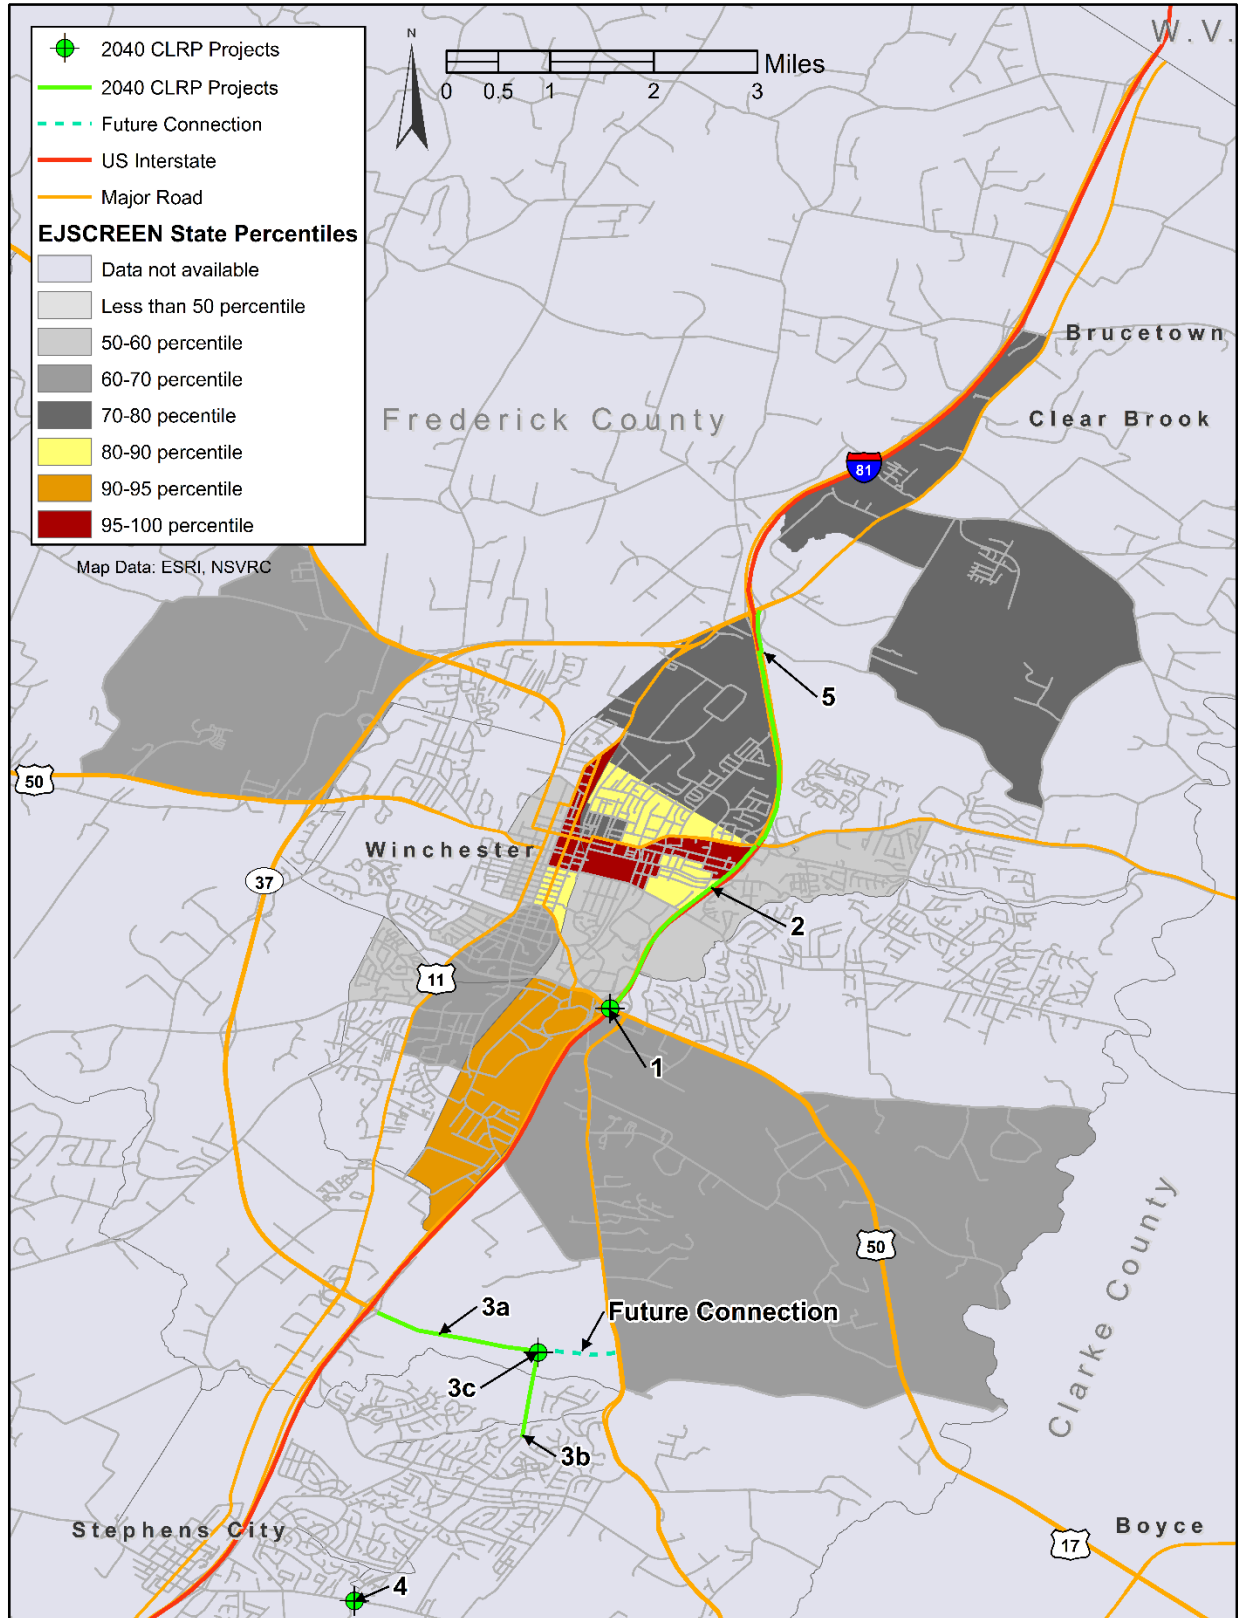 W.V.
2040 CLRP Projects
2040 CLRP Projects
Future Connection
US Interstate
Major Road
EJSCREEN State Percentiles
Data not available
Less than 50 percentile
50-60 percentile
60-70 percentile
70-80 pecentile
80-90 percentile
90-95 percentile
95-100 percentile
Map Data: ESRI, NSVRC
N
Miles
0 0.5 1 2 3
Brucetown
Frederick County
Clear Brook
81
5
50
Winchester
37
2
11
1
50
Clarke County
3a
Future Connection
3c
3b
Stephens City
Boyce
17
4